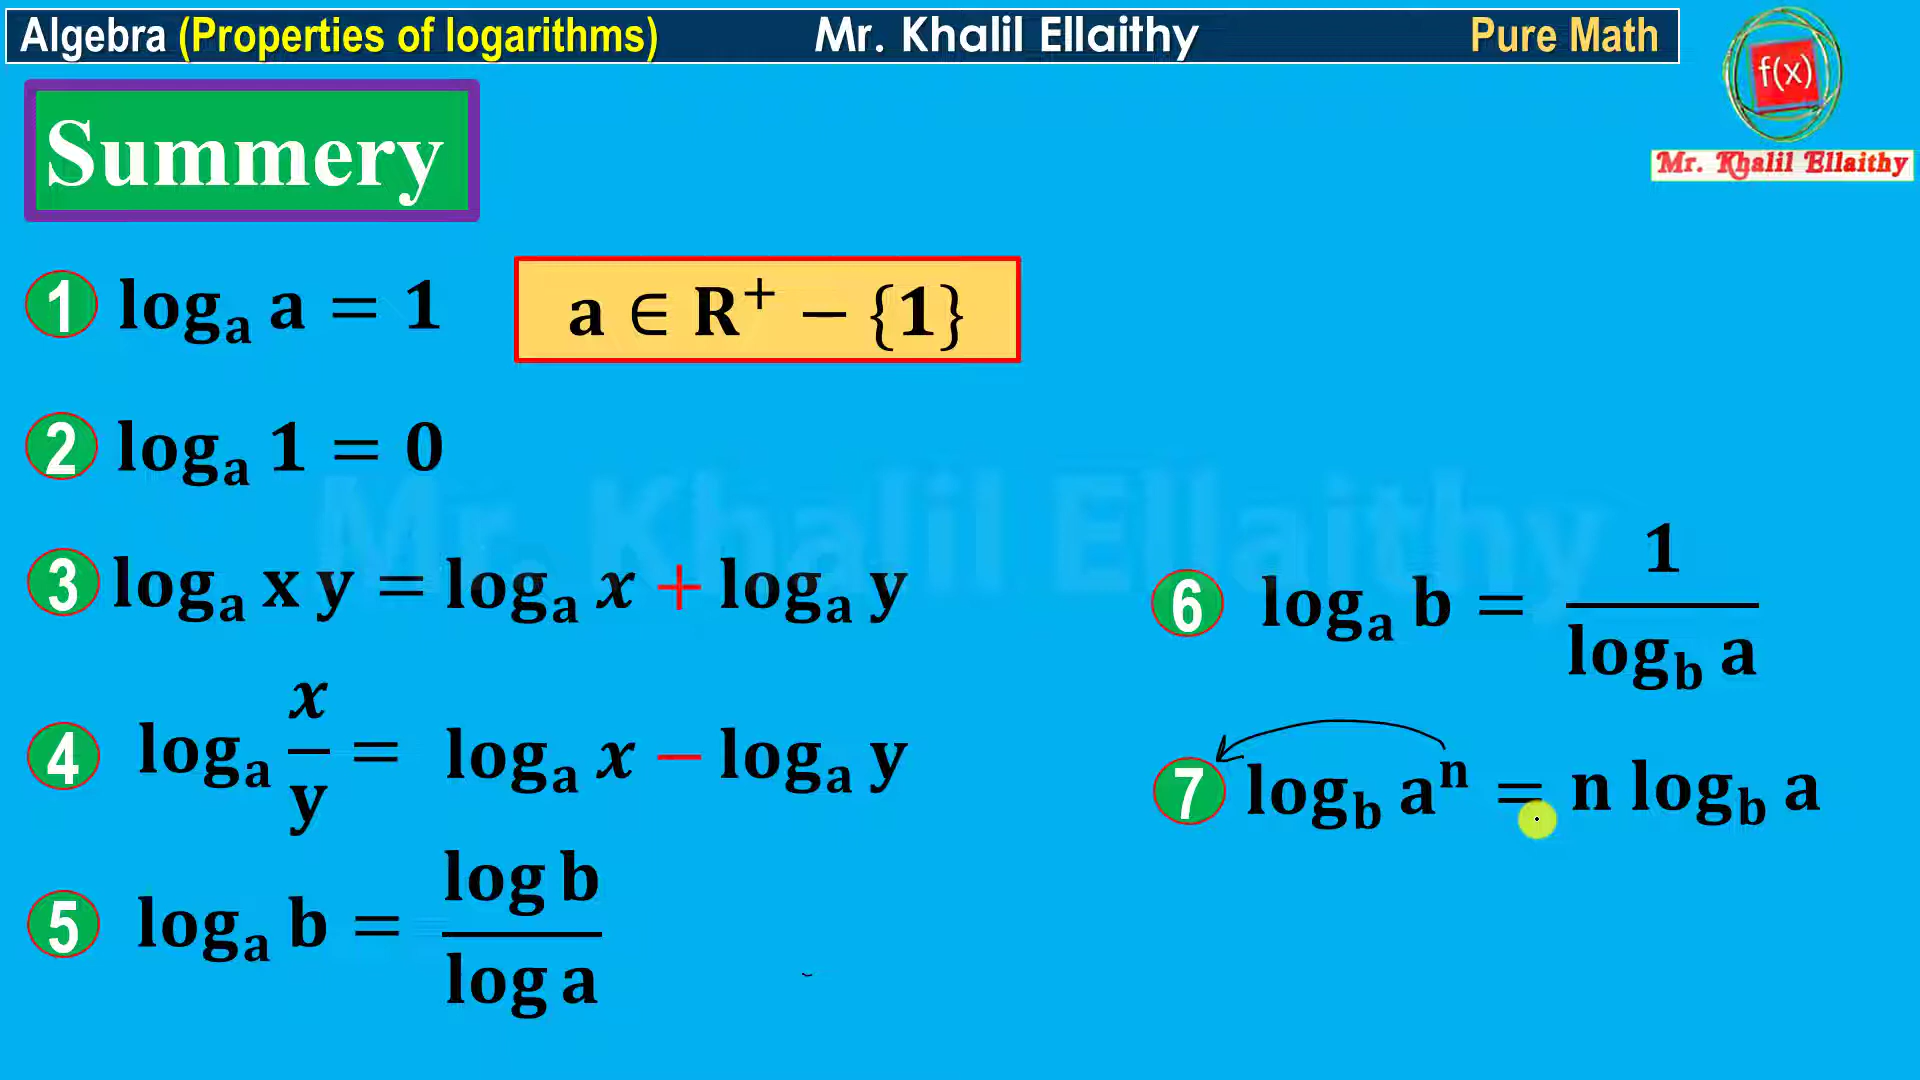 Algebra (Properties of logarithms) Mr. Khalil Ellaithy Pure Math
f(x)
Mr. Khalil Ellaithy
Summery
1 logₐ a = 1
a ∈ R⁺ − {1}
2 logₐ 1 = 0
3 logₐ x y = logₐ x + logₐ y
4 logₐ x/y = logₐ x − logₐ y
5 logₐ b = log b / log a
6 logₐ b = 1 / log_b a
7 log_b aⁿ = n log_b a
Mr. Khalil Ellaithy